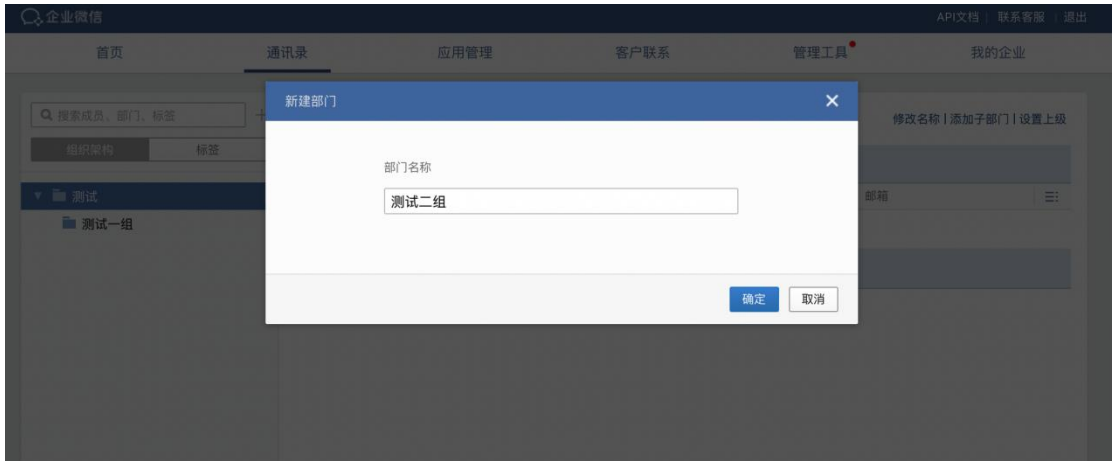 企业微信
API文档 | 联系客服 | 退出
首页 通讯录 应用管理 客户联系 管理工具 我的企业
新建部门
搜索成员、部门、标签
修改名称 | 添加子部门 | 设置上级
组织架构 标签
部门名称
测试
测试二组
邮箱
测试一组
确定 取消